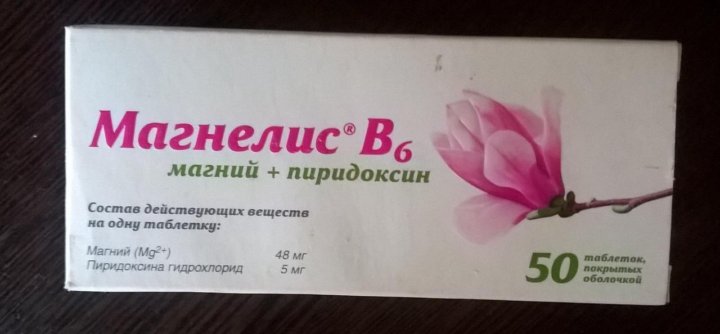 Магнелис® B6
магний + пиридоксин
Состав действующих веществ
на одну таблетку:
Магний (Mg²⁺) 48 мг
Пиридоксина гидрохлорид 5 мг
50 таблеток,
покрытых
оболочкой